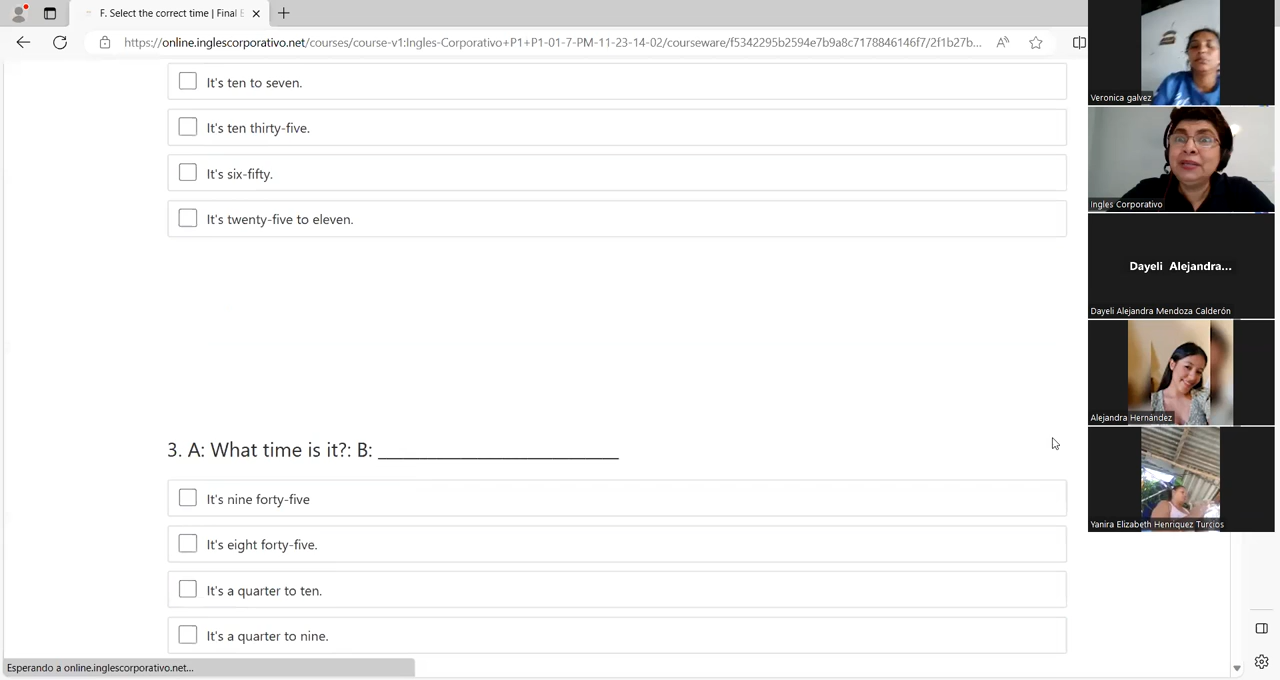 F. Select the correct time | Final E
https://online.inglescorporativo.net/courses/course-v1:Ingles-Corporativo+P1+P1-01-7-PM-11-23-14-02/courseware/f5342295b2594e7b9a8c7178846146f7/2f1b27b...
It's ten to seven.
It's ten thirty-five.
It's six-fifty.
It's twenty-five to eleven.
3. A: What time is it?: B: __________________________
It's nine forty-five
It's eight forty-five.
It's a quarter to ten.
It's a quarter to nine.
Esperando a online.inglescorporativo.net...
Veronica galvez
Ingles Corporativo
Dayeli Alejandra...
Dayeli Alejandra Mendoza Calderón
Alejandra Hernández
Yanira Elizabeth Henriquez Turcios